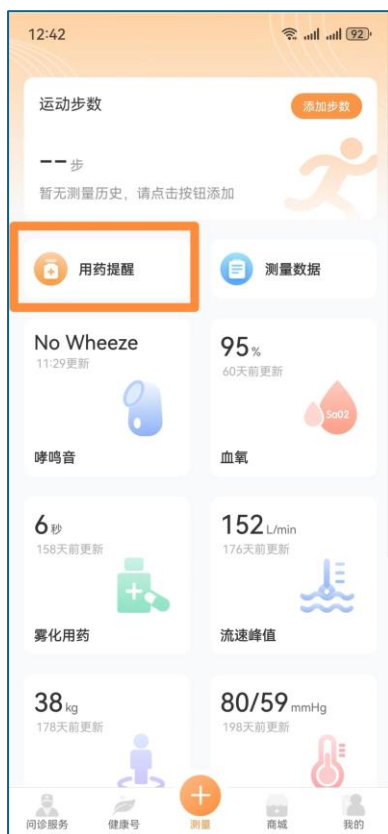 12:42
92
运动步数
添加步数
-- 步
暂无测量历史，请点击按钮添加
用药提醒
测量数据
No Wheeze
11:29更新
哮鸣音
95%
60天前更新
SaO2
血氧
6秒
158天前更新
雾化用药
152 L/min
176天前更新
流速峰值
38kg
178天前更新
80/59 mmHg
198天前更新
问诊服务
健康号
测量
商城
我的